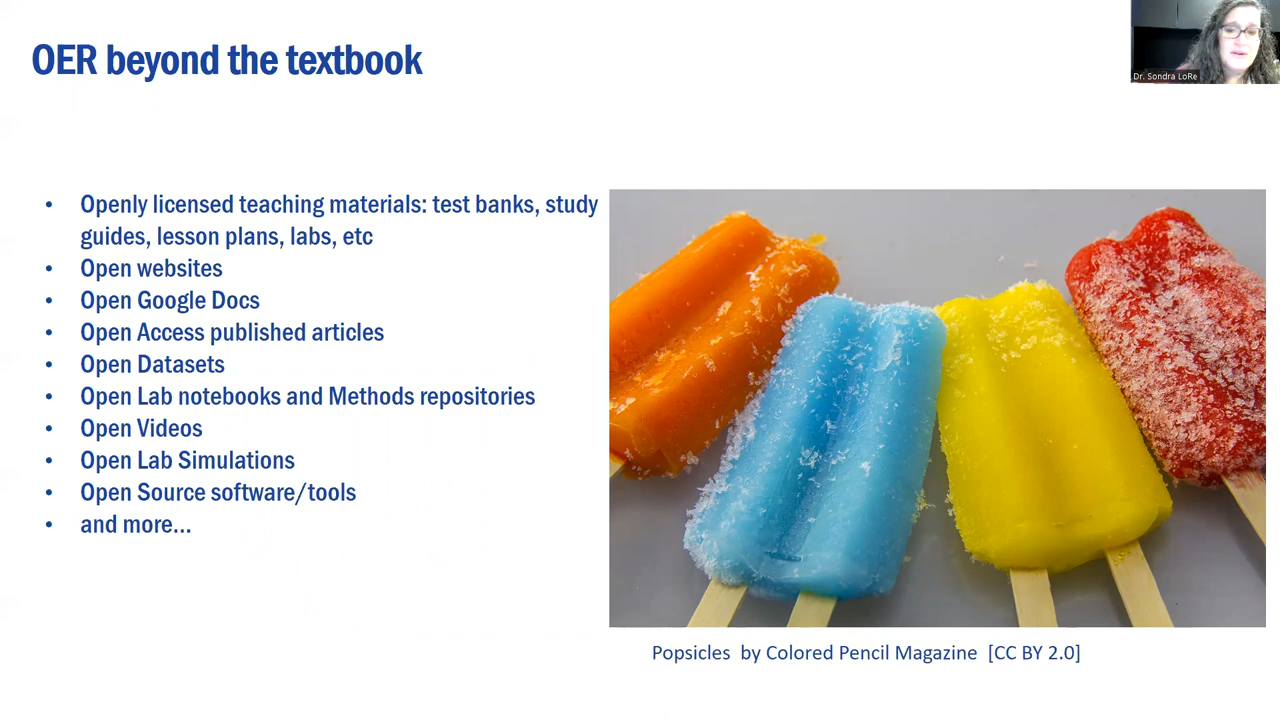 OER beyond the textbook
Dr. Sondra LoRe
• Openly licensed teaching materials: test banks, study
guides, lesson plans, labs, etc
• Open websites
• Open Google Docs
• Open Access published articles
• Open Datasets
• Open Lab notebooks and Methods repositories
• Open Videos
• Open Lab Simulations
• Open Source software/tools
• and more...
Popsicles by Colored Pencil Magazine [CC BY 2.0]